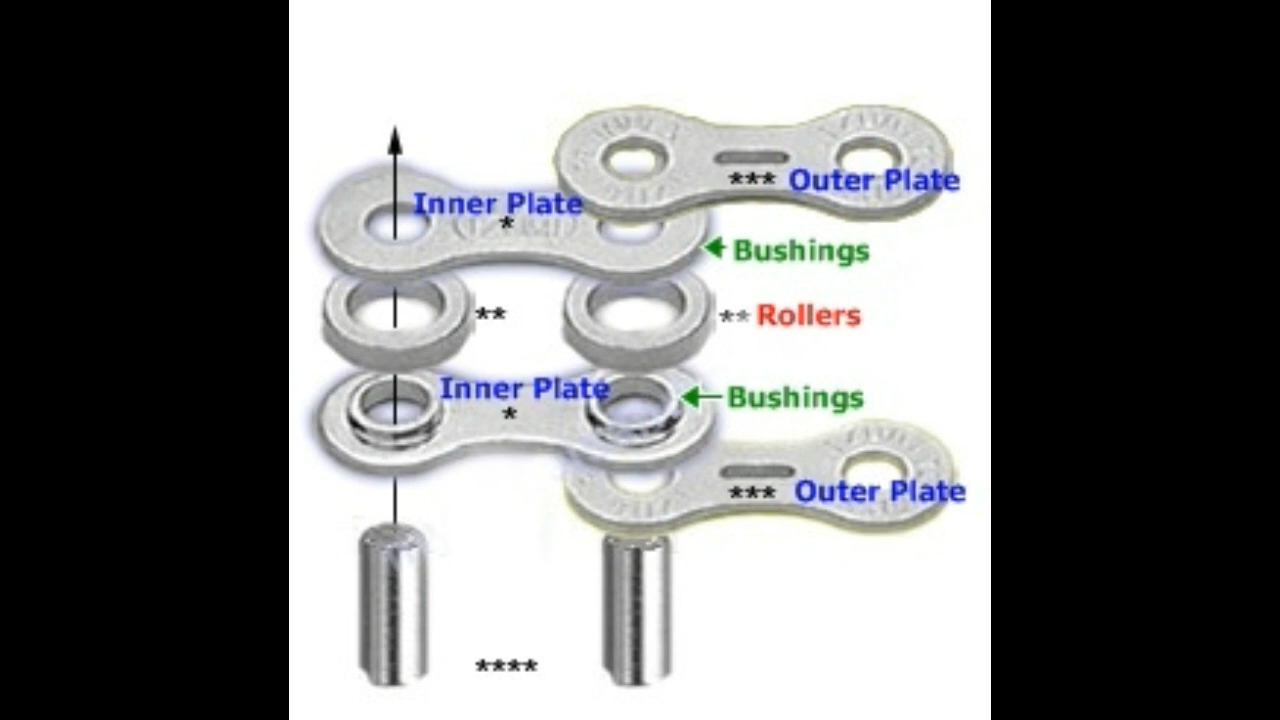 *** Outer Plate
Inner Plate
*
Bushings
**
** Rollers
Inner Plate
*
Bushings
*** Outer Plate
****